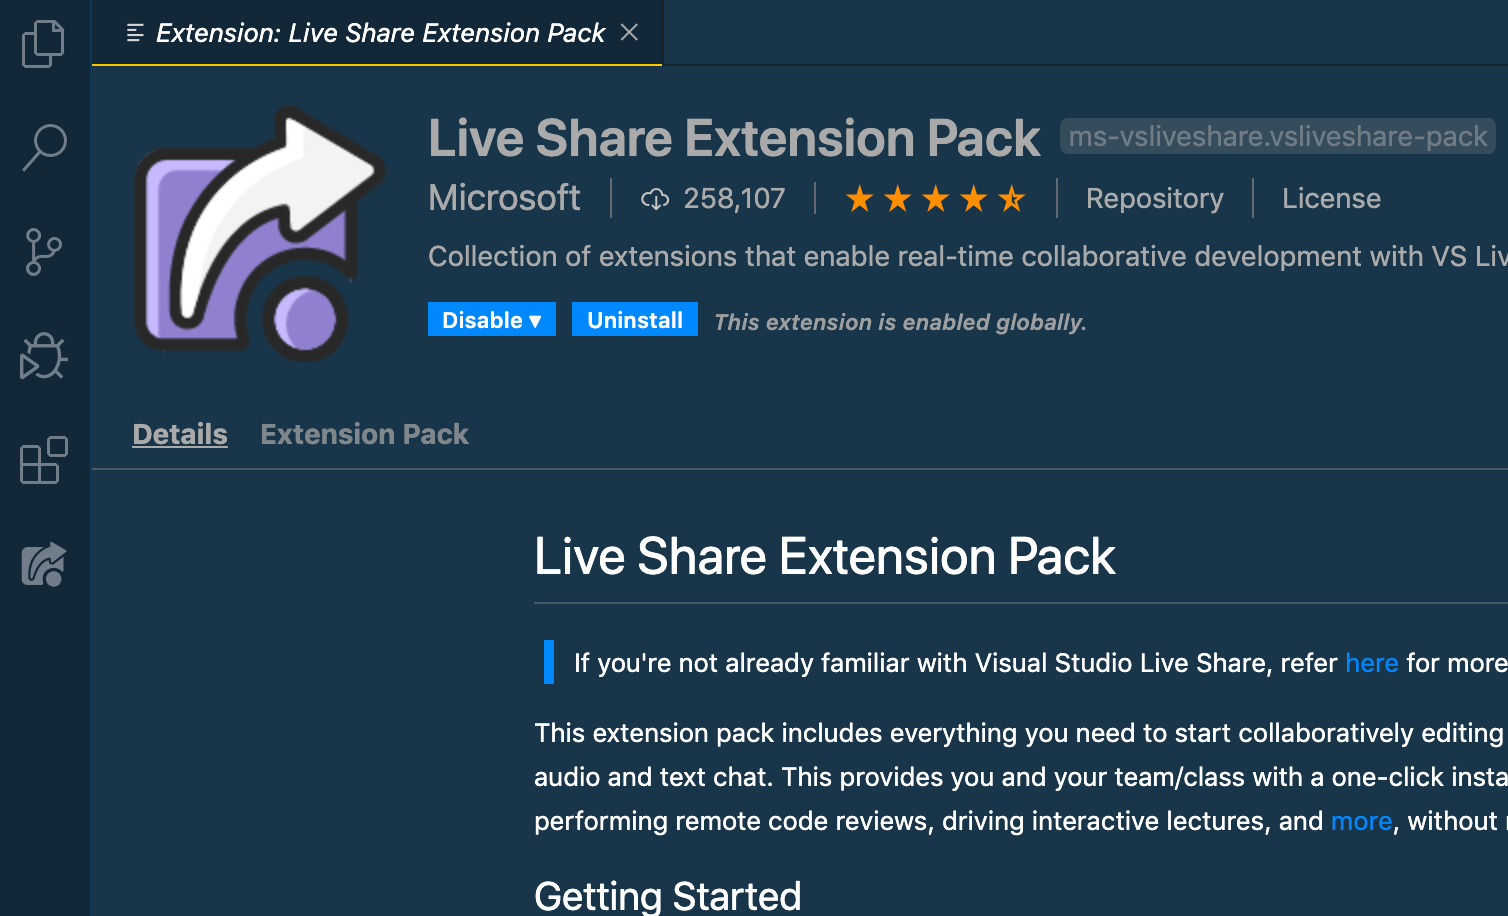 Extension: Live Share Extension Pack
Live Share Extension Pack ms-vsliveshare.vsliveshare-pack
Microsoft 258,107 Repository License
Collection of extensions that enable real-time collaborative development with VS Liv
Disable ▾ Uninstall This extension is enabled globally.
Details Extension Pack
Live Share Extension Pack
If you're not already familiar with Visual Studio Live Share, refer here for more
This extension pack includes everything you need to start collaboratively editing
audio and text chat. This provides you and your team/class with a one-click insta
performing remote code reviews, driving interactive lectures, and more, without
Getting Started